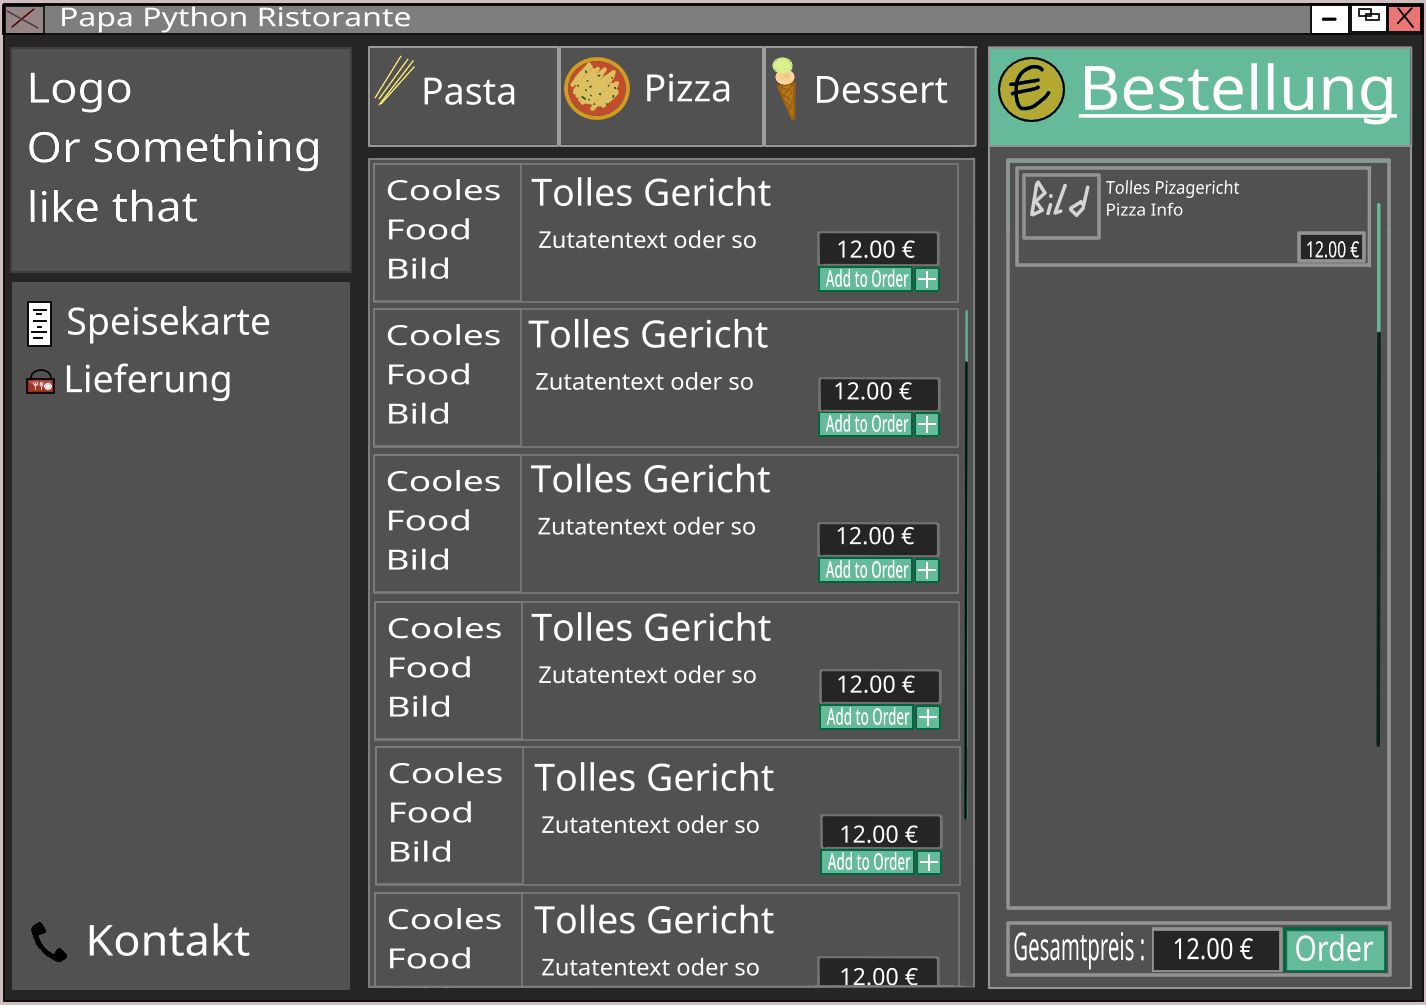 Papa Python Ristorante
Logo
Or something
like that
Speisekarte
Lieferung
Kontakt
Pasta
Pizza
Dessert
Cooles
Food
Bild
Tolles Gericht
Zutatentext oder so
12.00 €
Add to Order
Cooles
Food
Bild
Tolles Gericht
Zutatentext oder so
12.00 €
Add to Order
Cooles
Food
Bild
Tolles Gericht
Zutatentext oder so
12.00 €
Add to Order
Cooles
Food
Bild
Tolles Gericht
Zutatentext oder so
12.00 €
Add to Order
Cooles
Food
Bild
Tolles Gericht
Zutatentext oder so
12.00 €
Add to Order
Cooles
Food
Tolles Gericht
Zutatentext oder so
12.00 €
€ Bestellung
Bild
Tolles Pizagericht
Pizza Info
12.00 €
Gesamtpreis : 12.00 € Order